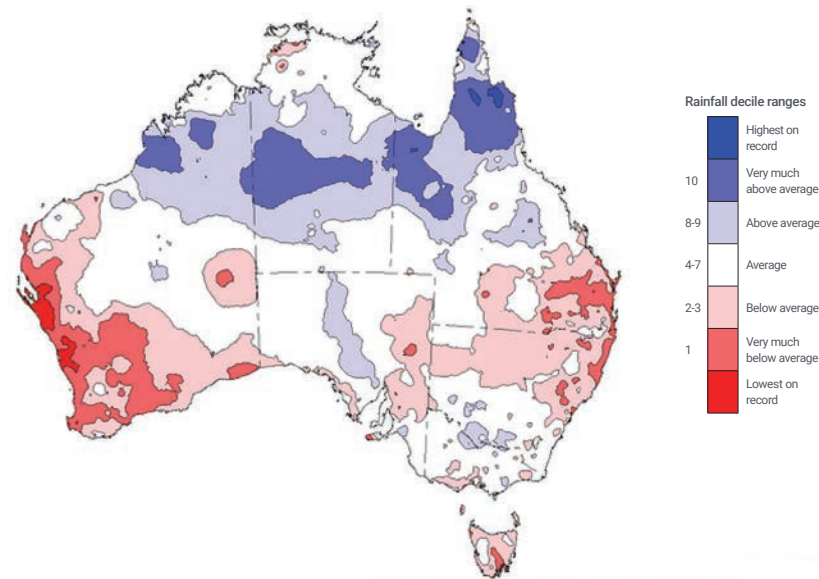 Rainfall decile ranges
Highest on
record
10
Very much
above average
8-9
Above average
4-7
Average
2-3
Below average
1
Very much
below average
Lowest on
record